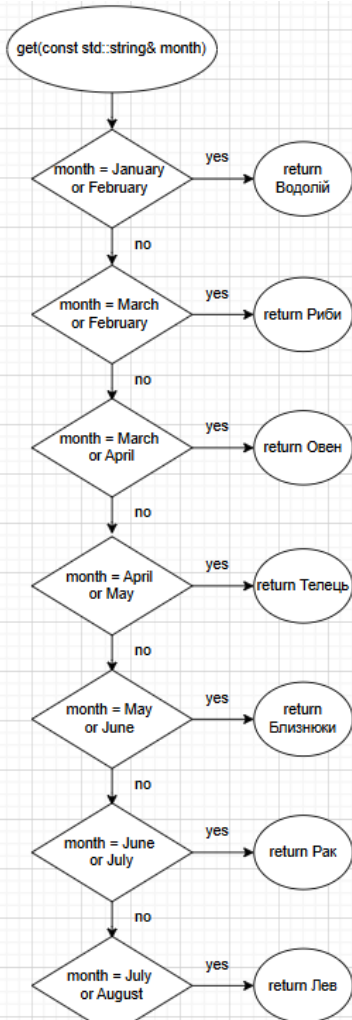 get(const std::string& month)
month = January
or February
yes
return
Водолій
no
month = March
or February
yes
return Риби
no
month = March
or April
yes
return Овен
no
month = April
or May
yes
return Телець
no
month = May
or June
yes
return
Близнюки
no
month = June
or July
yes
return Рак
no
month = July
or August
yes
return Лев